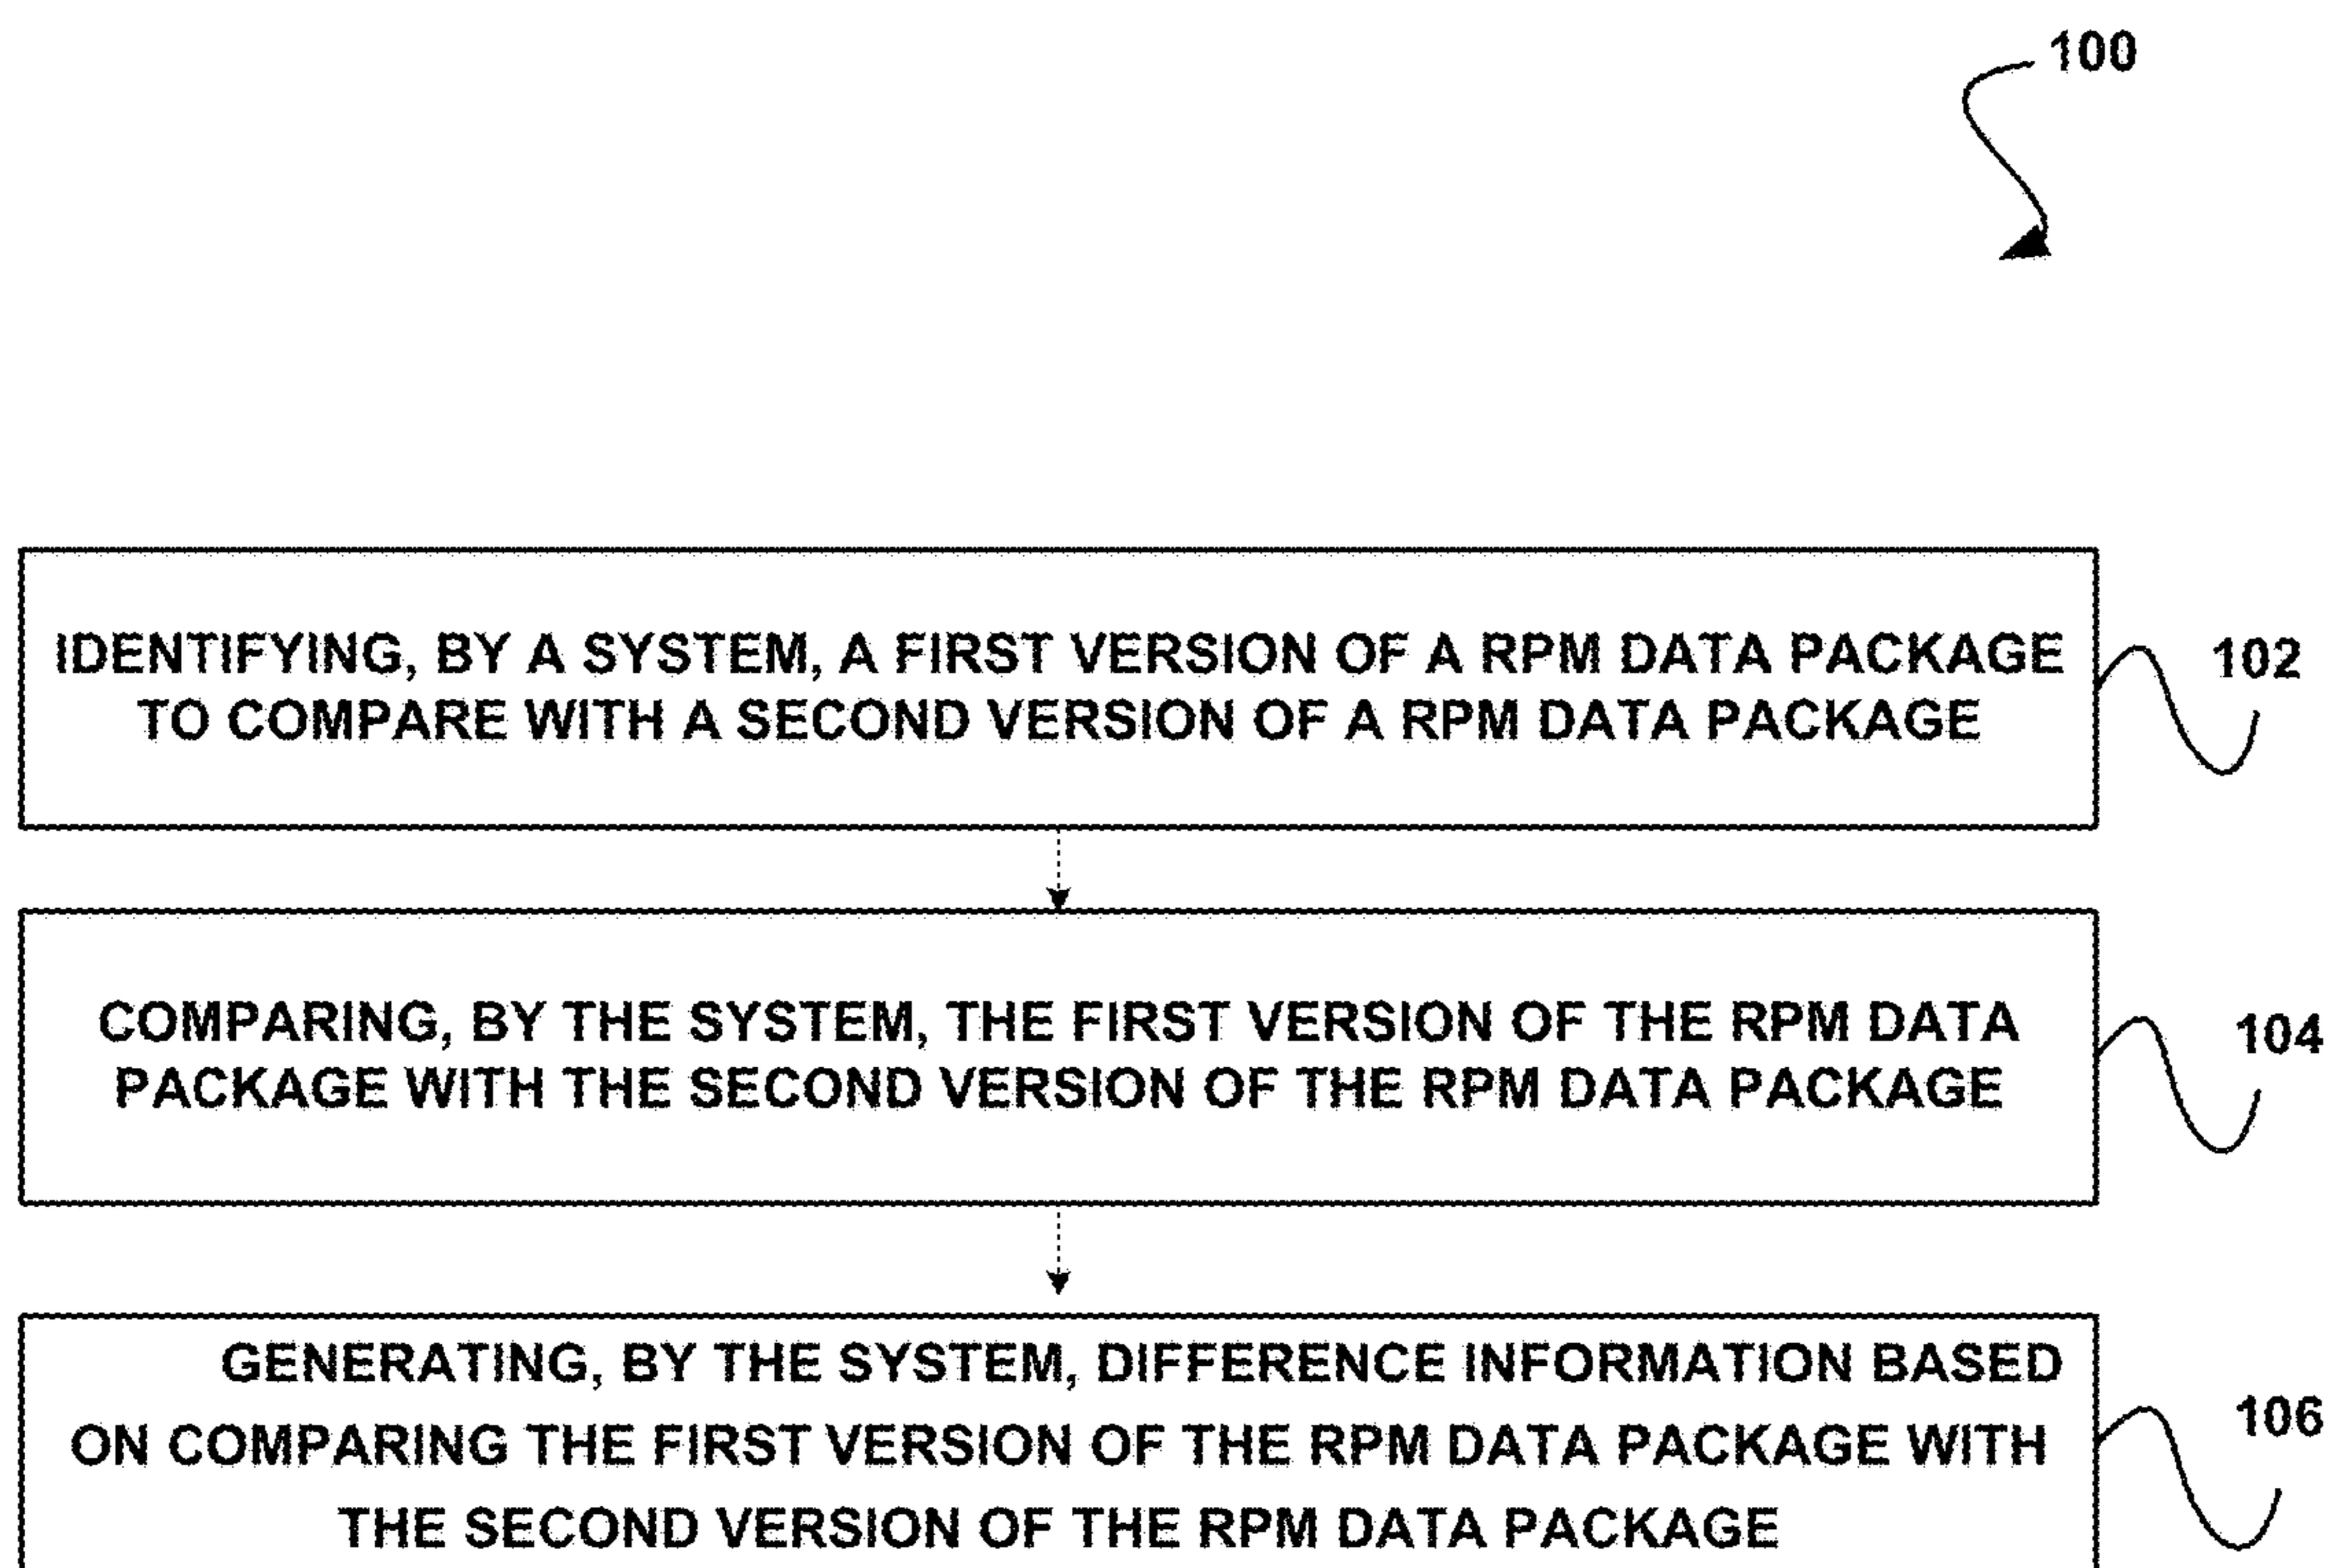 100
IDENTIFYING, BY A SYSTEM, A FIRST VERSION OF A RPM DATA PACKAGE
TO COMPARE WITH A SECOND VERSION OF A RPM DATA PACKAGE
102
COMPARING, BY THE SYSTEM, THE FIRST VERSION OF THE RPM DATA
PACKAGE WITH THE SECOND VERSION OF THE RPM DATA PACKAGE
104
GENERATING, BY THE SYSTEM, DIFFERENCE INFORMATION BASED
ON COMPARING THE FIRST VERSION OF THE RPM DATA PACKAGE WITH
THE SECOND VERSION OF THE RPM DATA PACKAGE
106